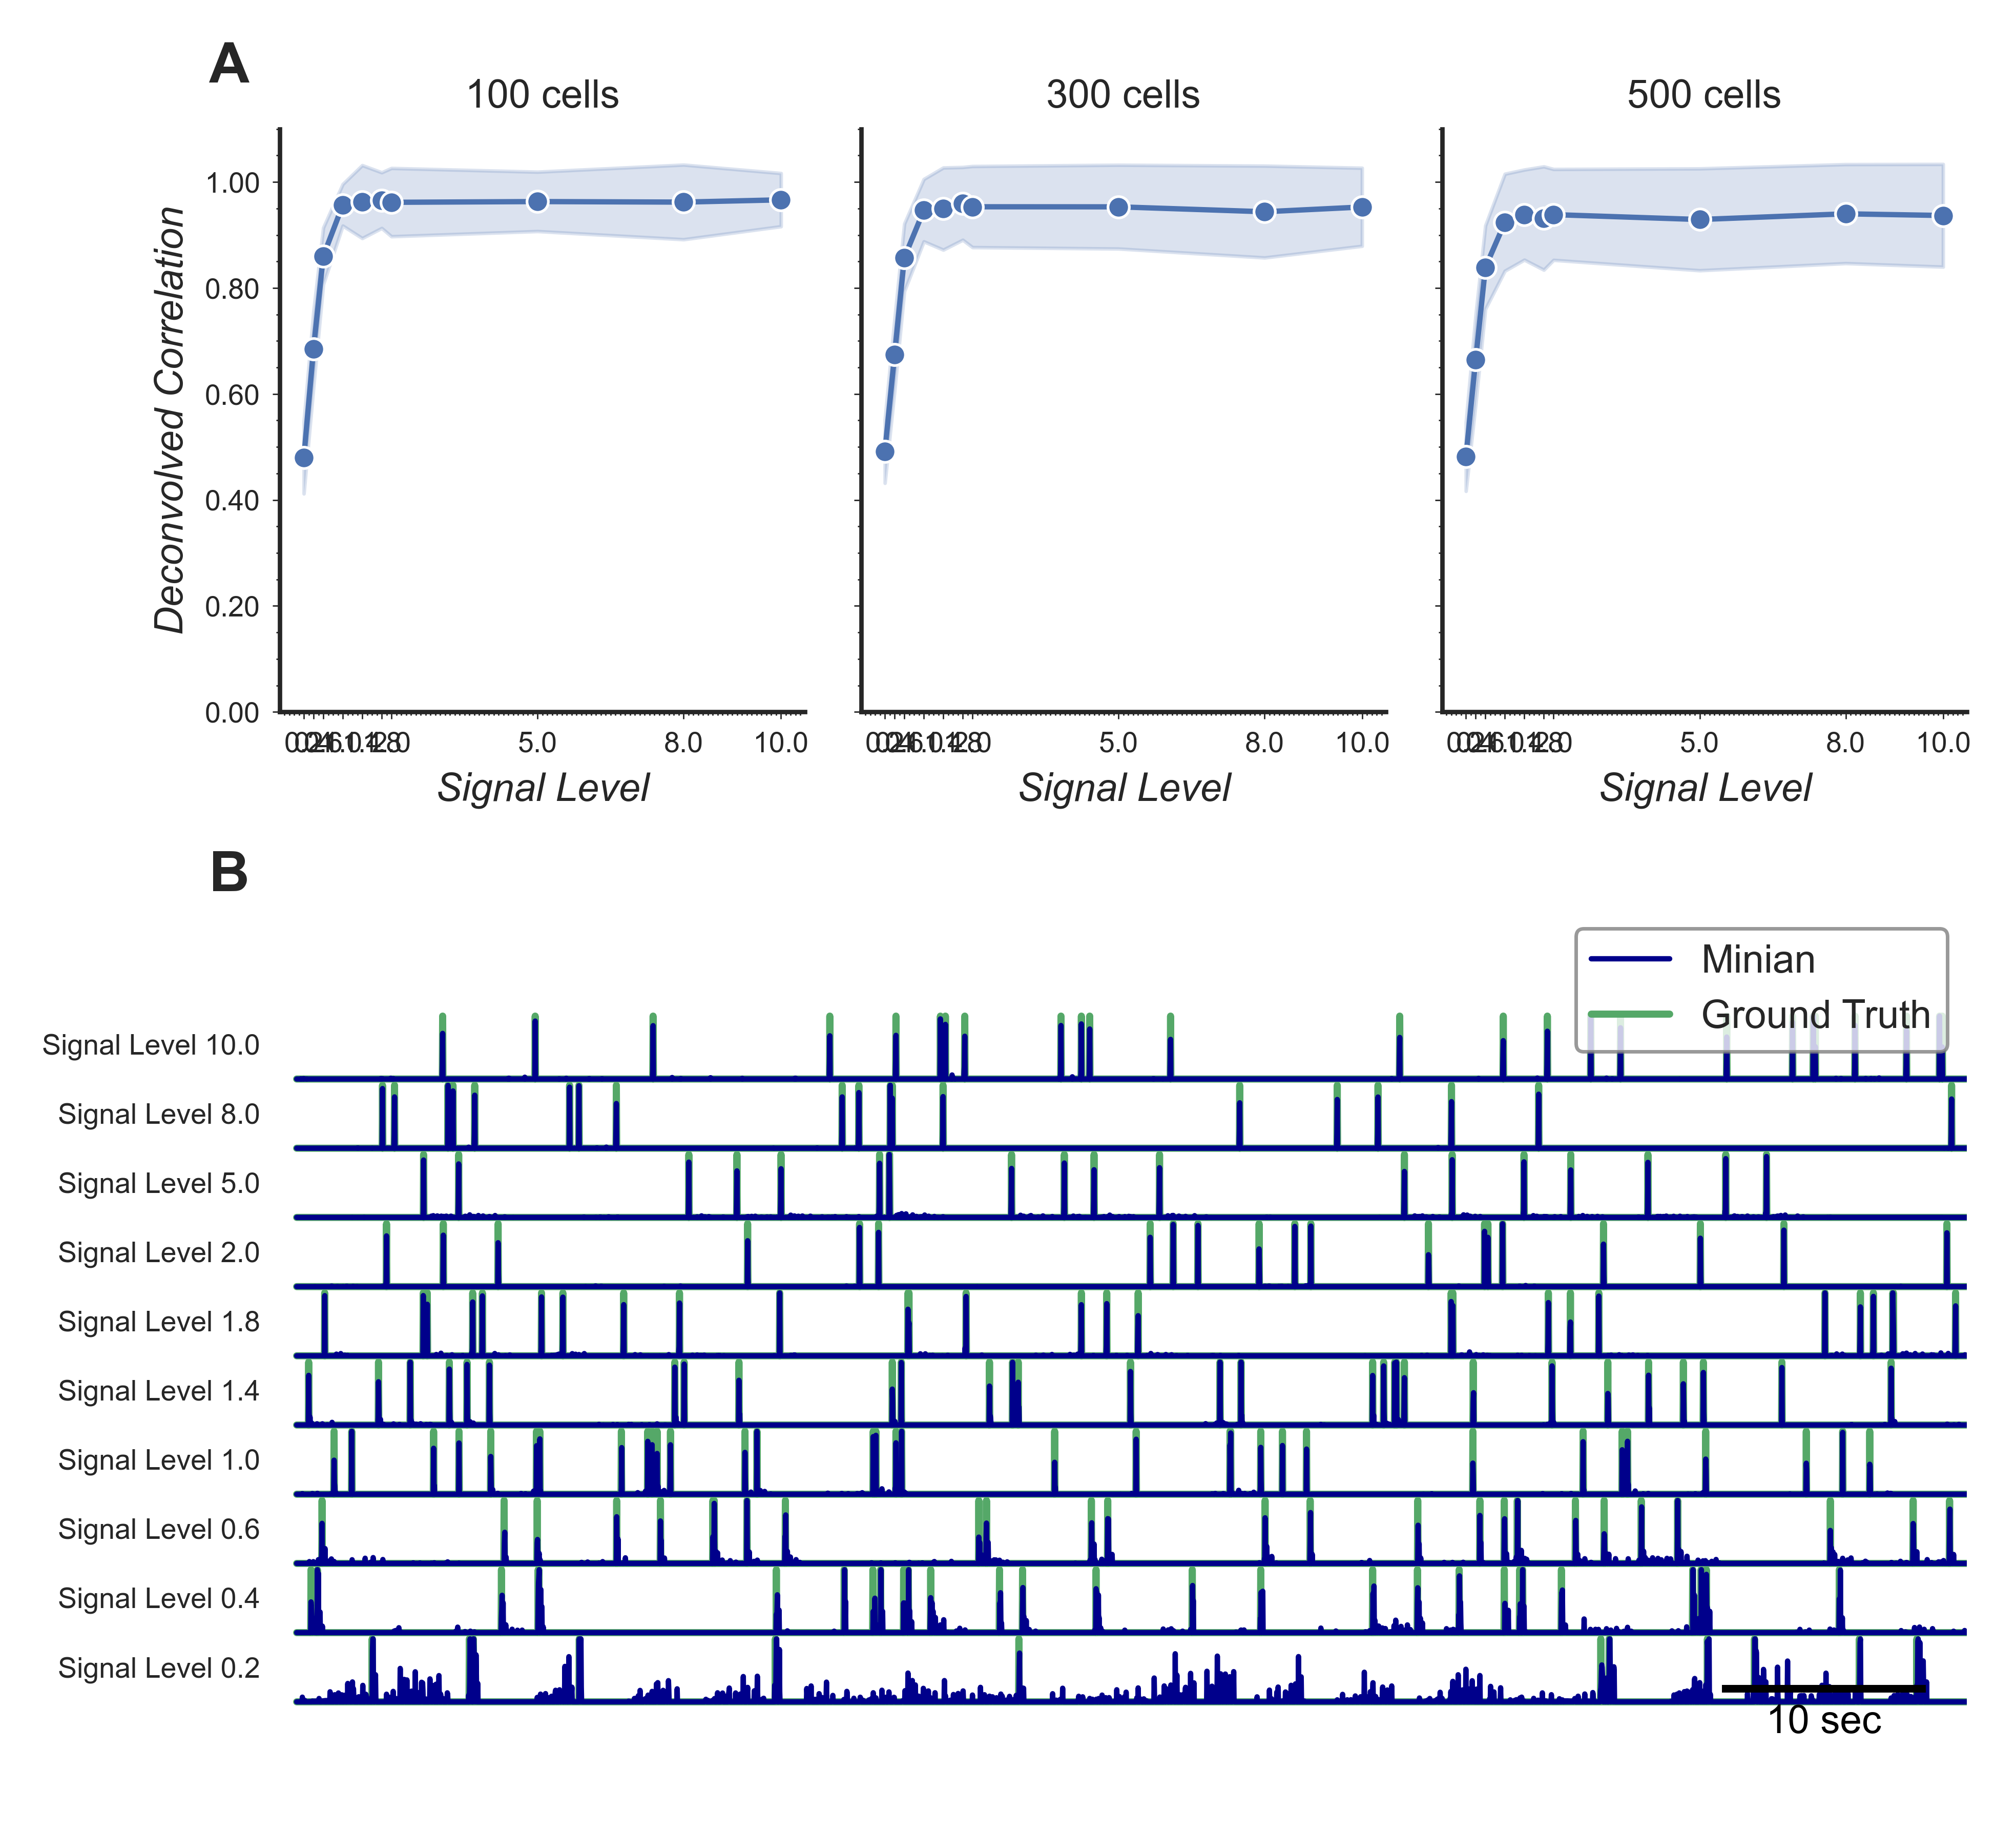 A
100 cells
300 cells
500 cells
Deconvolved Correlation
1.00
0.80
0.60
0.40
0.20
0.00
5.0 8.0 10.0
5.0 8.0 10.0
5.0 8.0 10.0
Signal Level
Signal Level
Signal Level
B
Minian
Ground Truth
Signal Level 10.0
Signal Level 8.0
Signal Level 5.0
Signal Level 2.0
Signal Level 1.8
Signal Level 1.4
Signal Level 1.0
Signal Level 0.6
Signal Level 0.4
Signal Level 0.2
10 sec